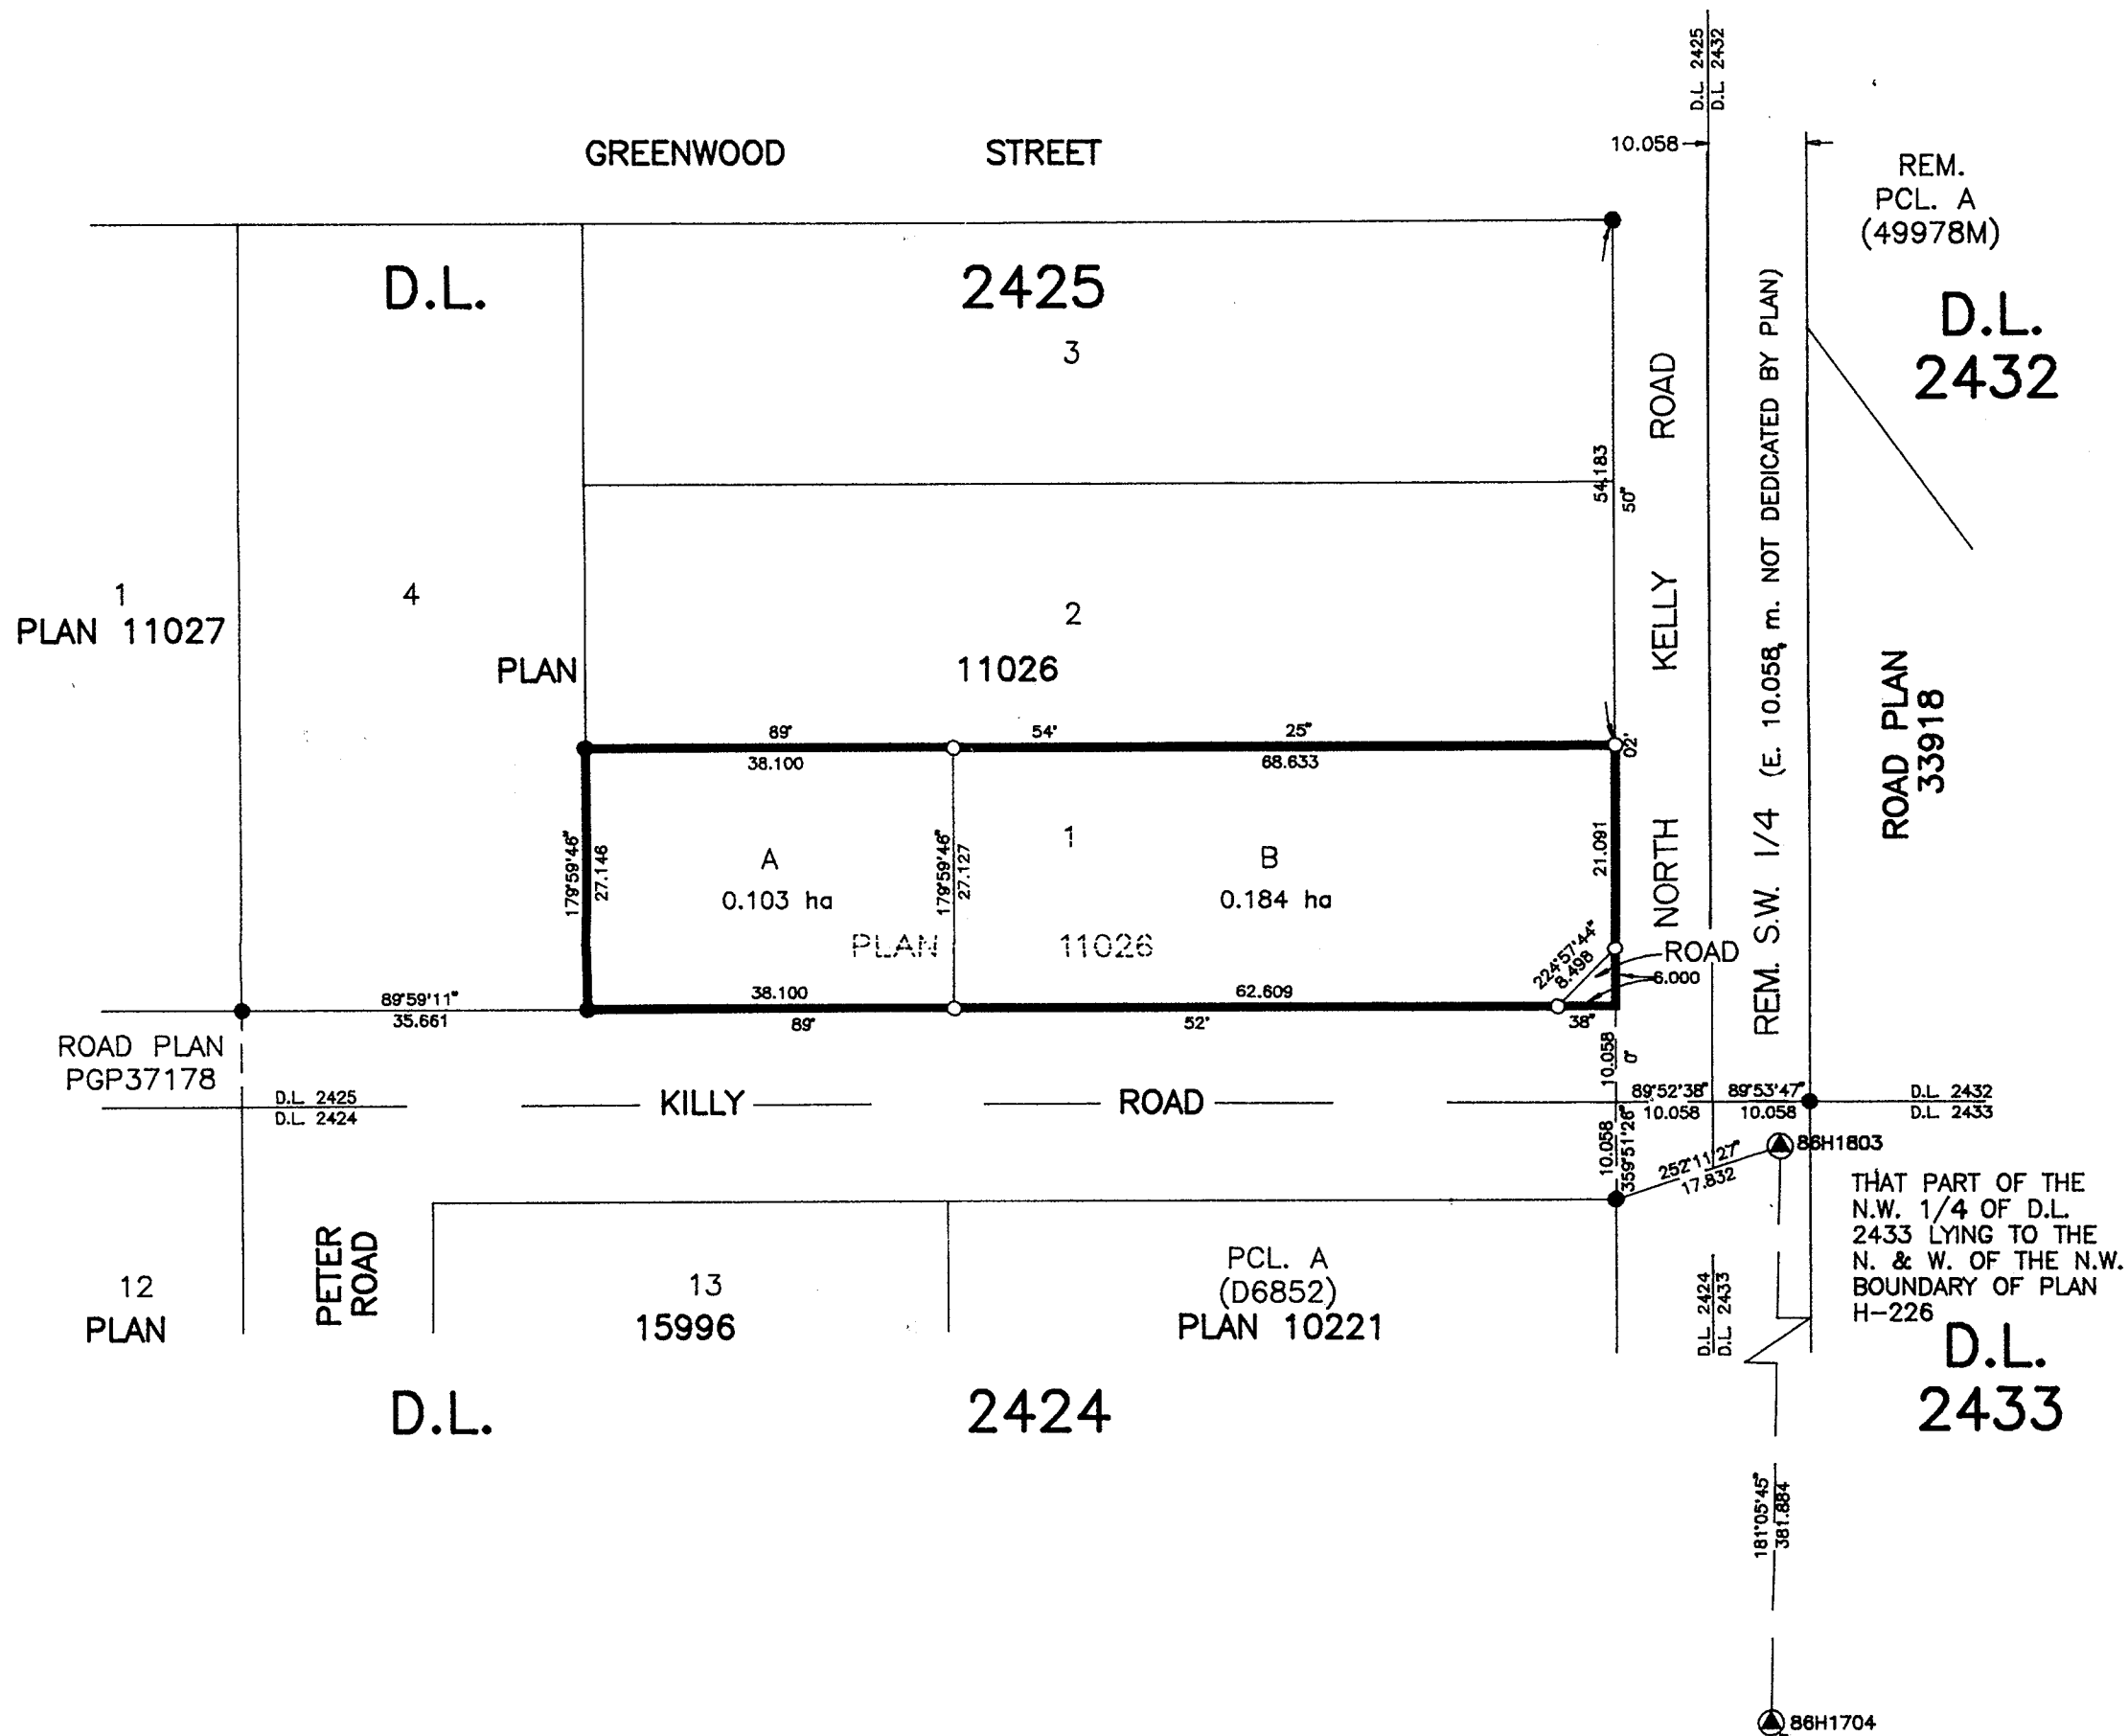 D.L. 2425
D.L. 2432
GREENWOOD STREET
10.058
REM.
PCL. A
(49978M)
D.L. 2425
3
D.L.
2432
54.183
50"
NORTH KELLY ROAD
REM. S.W. 1/4 (E. 10.058 m. NOT DEDICATED BY PLAN)
ROAD PLAN
33918
1
PLAN 11027
4
2
PLAN 11026
89° 54' 25"
38.100
68.633
02'
179°59'46"
27.146
A
0.103 ha
179°59'46"
27.127
1
B
0.184 ha
21.091
PLAN 11026
224°57'44"
8.498
ROAD
6.000
89°59'11"
35.661
38.100
62.609
89° 52' 38"
ROAD PLAN
PGP37178
10.058
0°
D.L. 2425
D.L. 2424
KILLY ROAD
89°52'38"
10.058
89°53'47"
10.058
D.L. 2432
D.L. 2433
10.058
359°51'26"
252°11'27"
17.832
86H1803
THAT PART OF THE
N.W. 1/4 OF D.L.
2433 LYING TO THE
N. & W. OF THE N.W.
BOUNDARY OF PLAN
H-226
PETER
ROAD
12
PLAN
13
15996
PCL. A
(D6852)
PLAN 10221
D.L. 2424
D.L. 2433
D.L.
2433
D.L. 2424
181°05'45"
381.884
86H1704